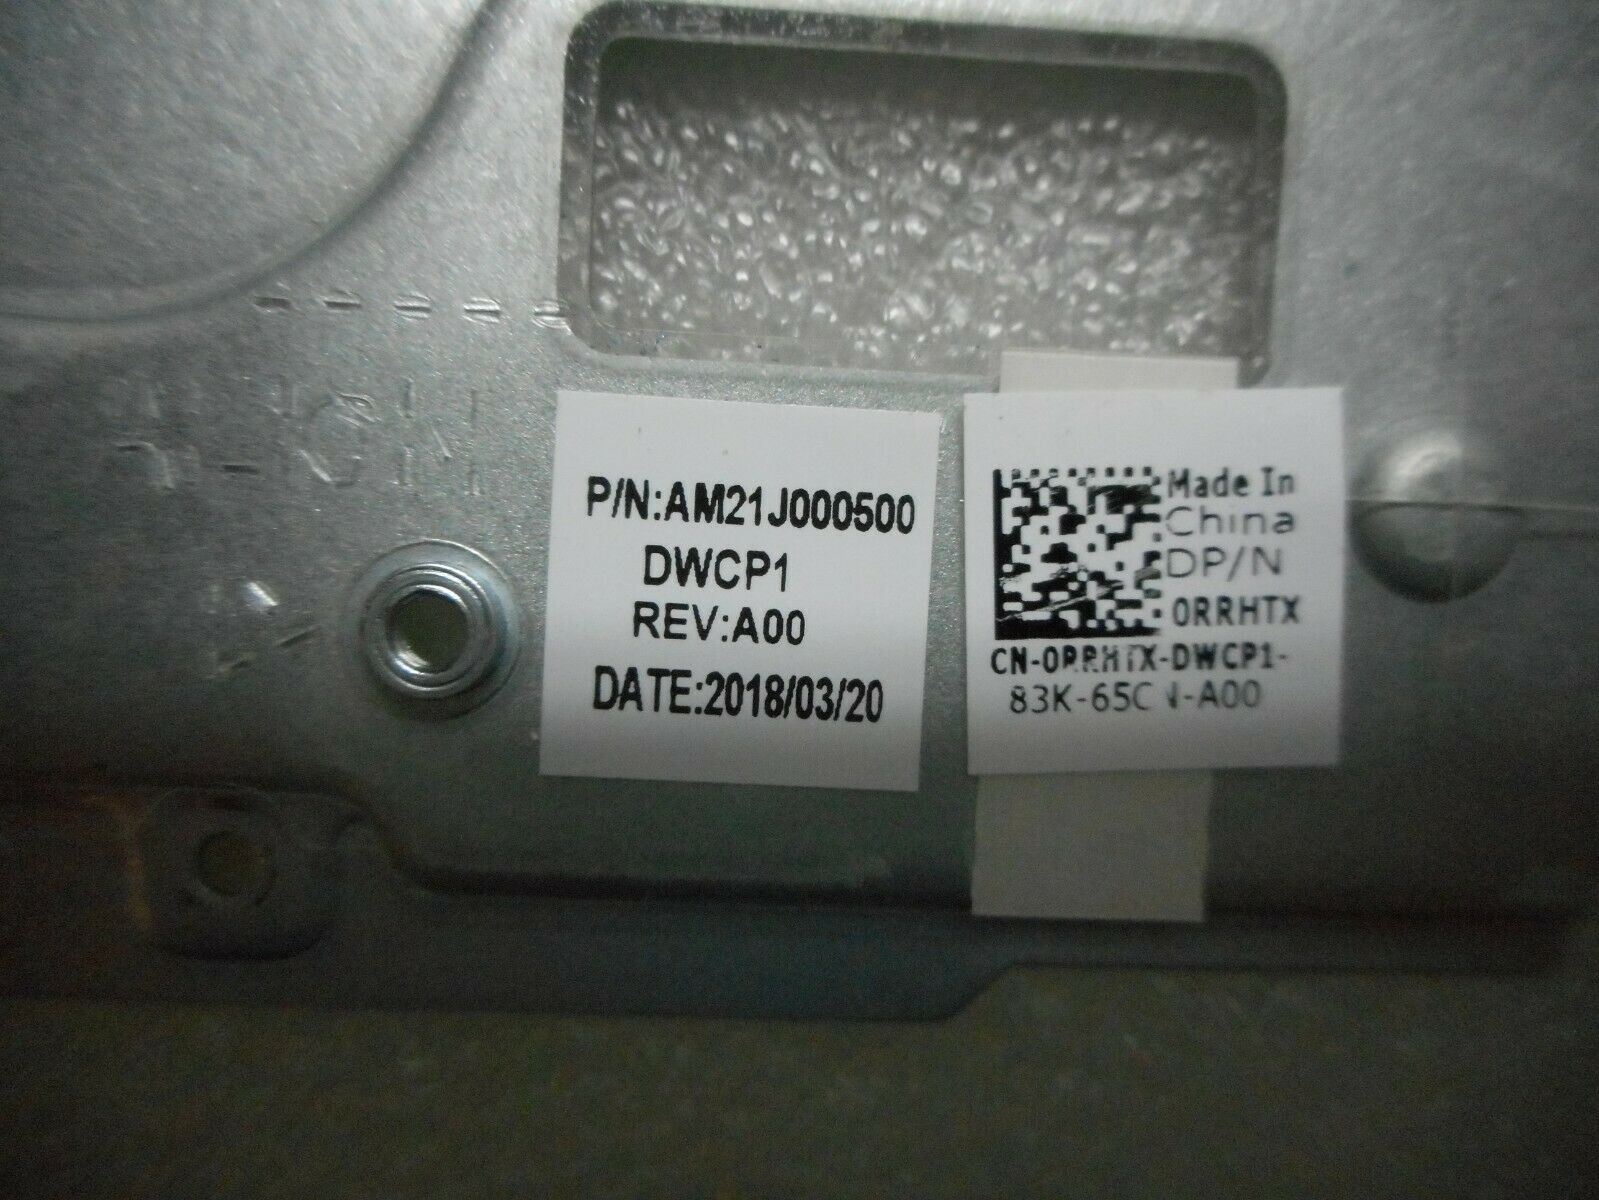 P/N:AM21J000500
DWCP1
REV:A00
DATE:2018/03/20
Made In
China
DP/N
0RRHTX
CN-0RRHTX-DWCP1-